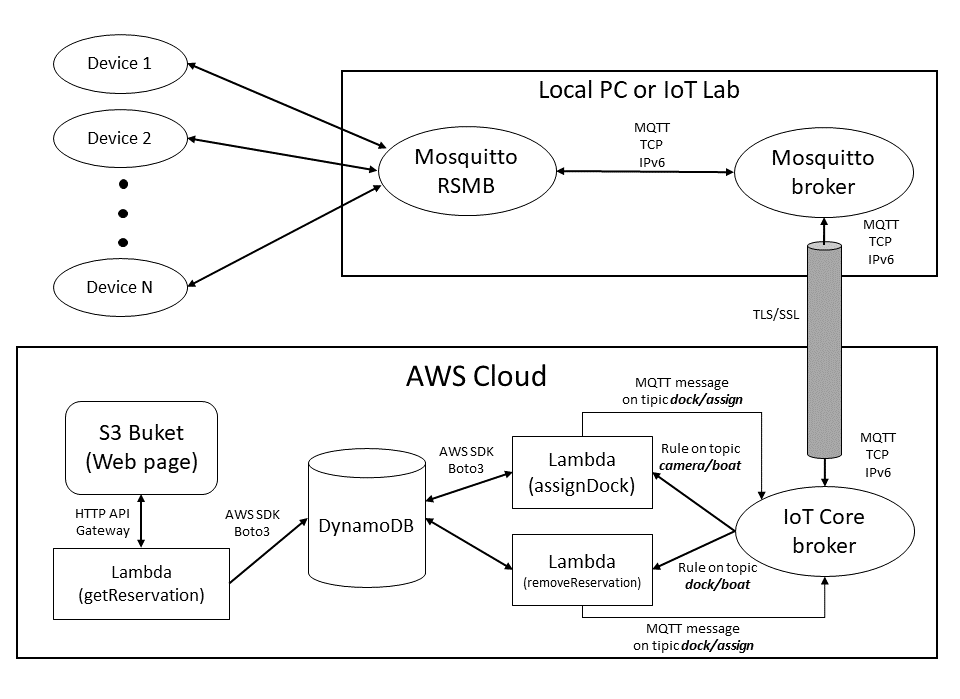 Device 1
Device 2
Device N
Local PC or IoT Lab
Mosquitto
RSMB
MQTT
TCP
IPv6
Mosquitto
broker
MQTT
TCP
IPv6
TLS/SSL
AWS Cloud
S3 Buket
(Web page)
HTTP API
Gateway
Lambda
(getReservation)
AWS SDK
Boto3
DynamoDB
AWS SDK
Boto3
MQTT message
on tipic dock/assign
Lambda
(assignDock)
Rule on topic
camera/boat
MQTT
TCP
IPv6
IoT Core
broker
Lambda
(removeReservation)
Rule on topic
dock/boat
MQTT message
on tipic dock/assign